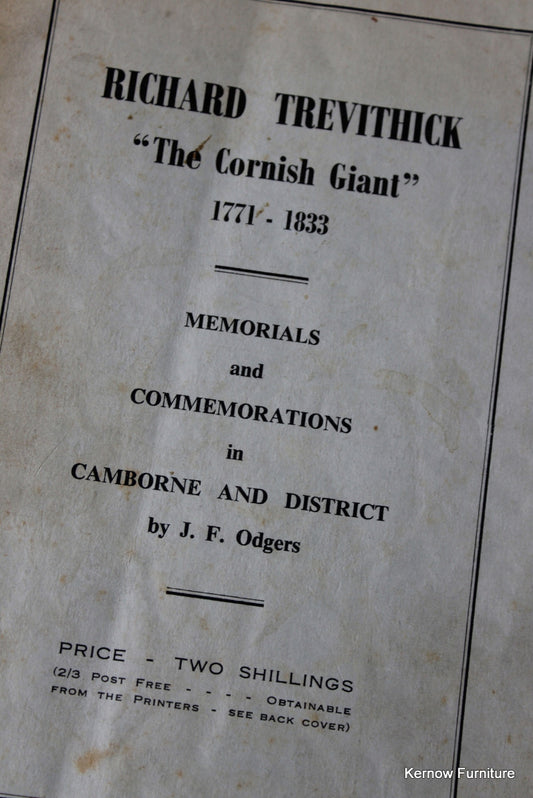 RICHARD TREVITHICK
“The Cornish Giant”
1771 - 1833
MEMORIALS
and
COMMEMORATIONS
in
CAMBORNE AND DISTRICT
by J. F. Odgers
PRICE - TWO SHILLINGS
(2/3 POST FREE - - - - OBTAINABLE
FROM THE PRINTERS - SEE BACK COVER)
Kernow Furniture